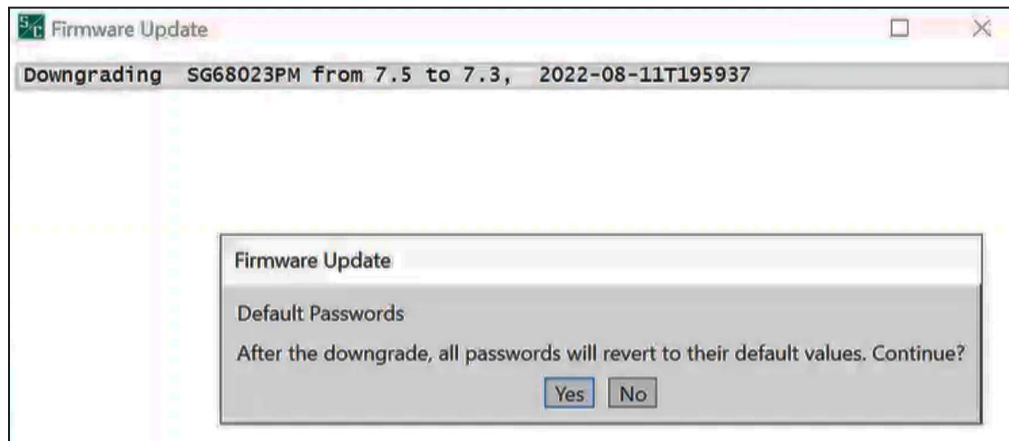 S/C Firmware Update
Downgrading SG68023PM from 7.5 to 7.3, 2022-08-11T195937
Firmware Update
Default Passwords
After the downgrade, all passwords will revert to their default values. Continue?
Yes No